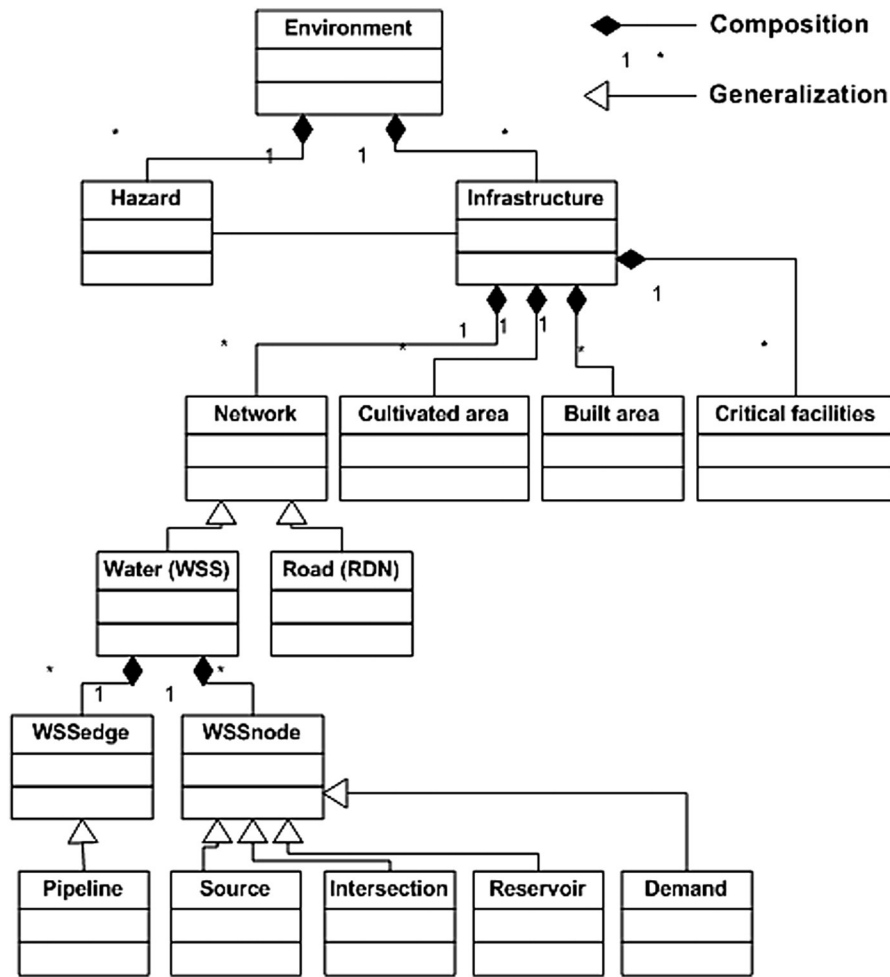 Environment
Composition
1 *
Generalization
* 1 1 *
Hazard
Infrastructure
1
1 1 1
* * * *
Network
Cultivated area
Built area
Critical facilities
Water (WSS)
Road (RDN)
* *
1 1
WSSedge
WSSnode
Pipeline
Source
Intersection
Reservoir
Demand